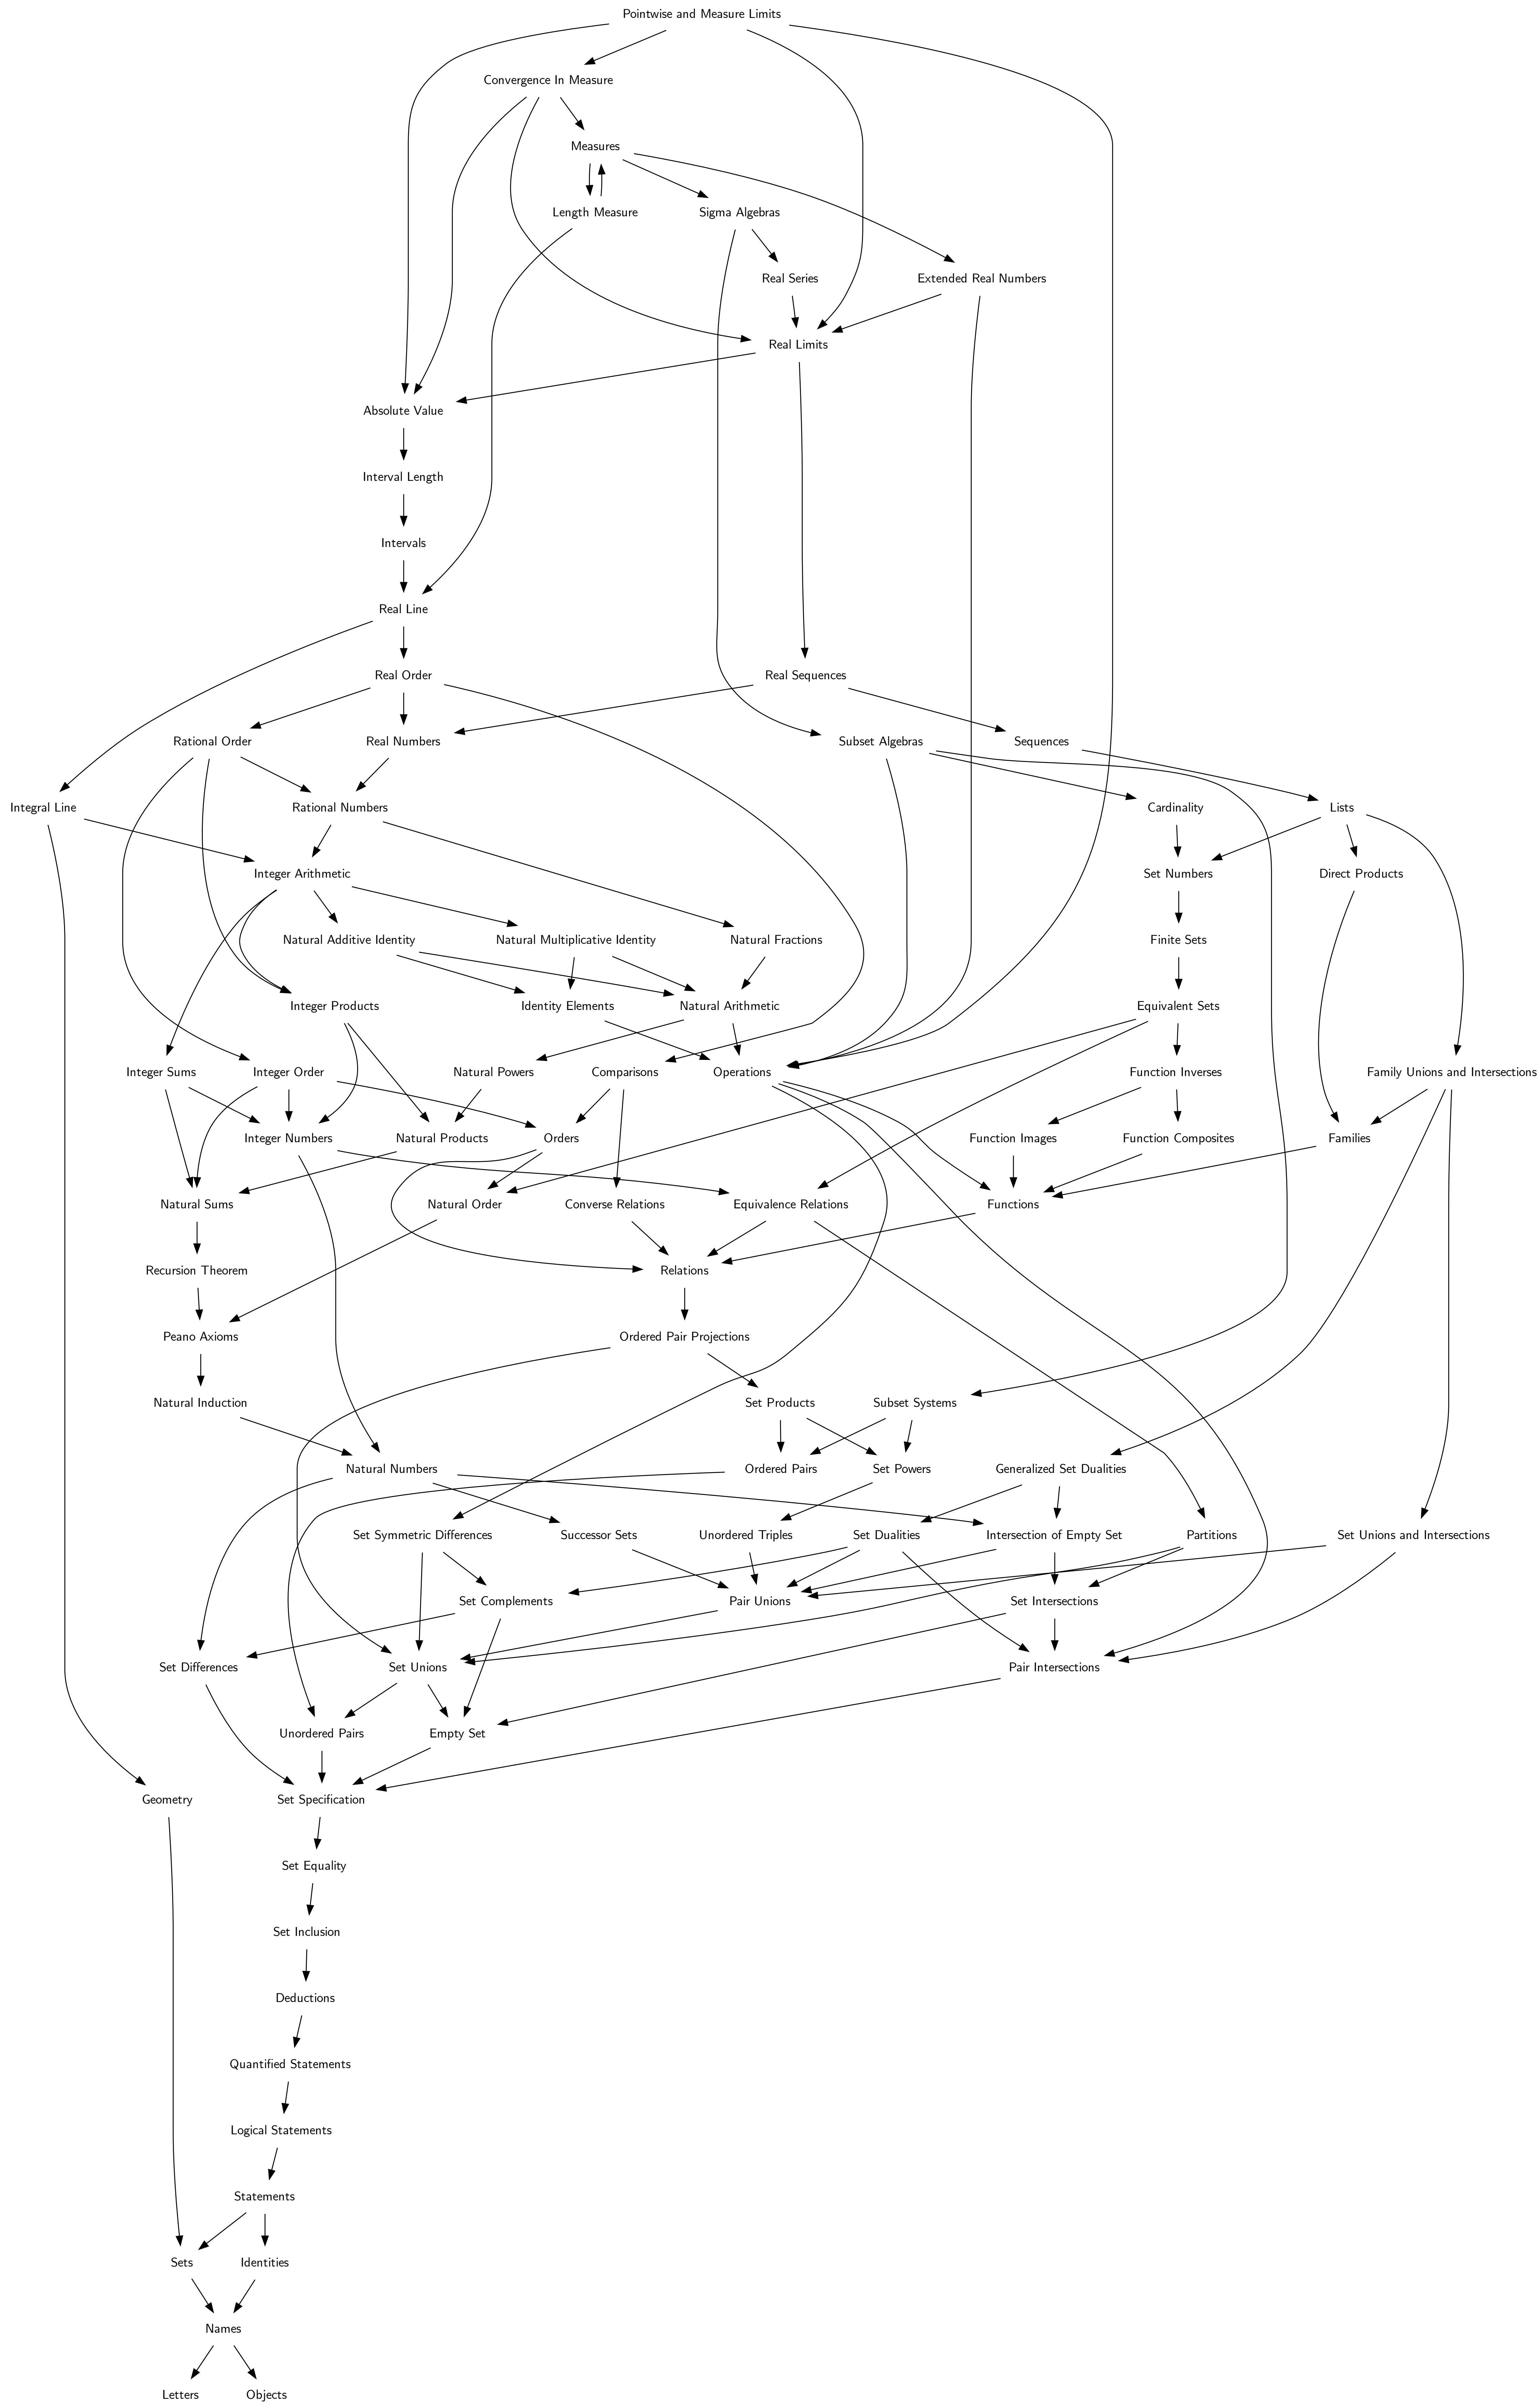 Pointwise and Measure Limits
Convergence In Measure
Measures
Length Measure
Sigma Algebras
Real Series
Extended Real Numbers
Real Limits
Absolute Value
Interval Length
Intervals
Real Line
Real Order
Real Sequences
Rational Order
Real Numbers
Subset Algebras
Sequences
Integral Line
Rational Numbers
Cardinality
Lists
Integer Arithmetic
Set Numbers
Direct Products
Natural Additive Identity
Natural Multiplicative Identity
Natural Fractions
Finite Sets
Integer Products
Identity Elements
Natural Arithmetic
Equivalent Sets
Integer Sums
Integer Order
Natural Powers
Comparisons
Operations
Function Inverses
Family Unions and Intersections
Integer Numbers
Natural Products
Orders
Function Images
Function Composites
Families
Natural Sums
Natural Order
Converse Relations
Equivalence Relations
Functions
Recursion Theorem
Relations
Peano Axioms
Ordered Pair Projections
Natural Induction
Set Products
Subset Systems
Natural Numbers
Ordered Pairs
Set Powers
Generalized Set Dualities
Set Symmetric Differences
Successor Sets
Unordered Triples
Set Dualities
Intersection of Empty Set
Partitions
Set Unions and Intersections
Set Complements
Pair Unions
Set Intersections
Set Differences
Set Unions
Pair Intersections
Unordered Pairs
Empty Set
Geometry
Set Specification
Set Equality
Set Inclusion
Deductions
Quantified Statements
Logical Statements
Statements
Sets
Identities
Names
Letters
Objects